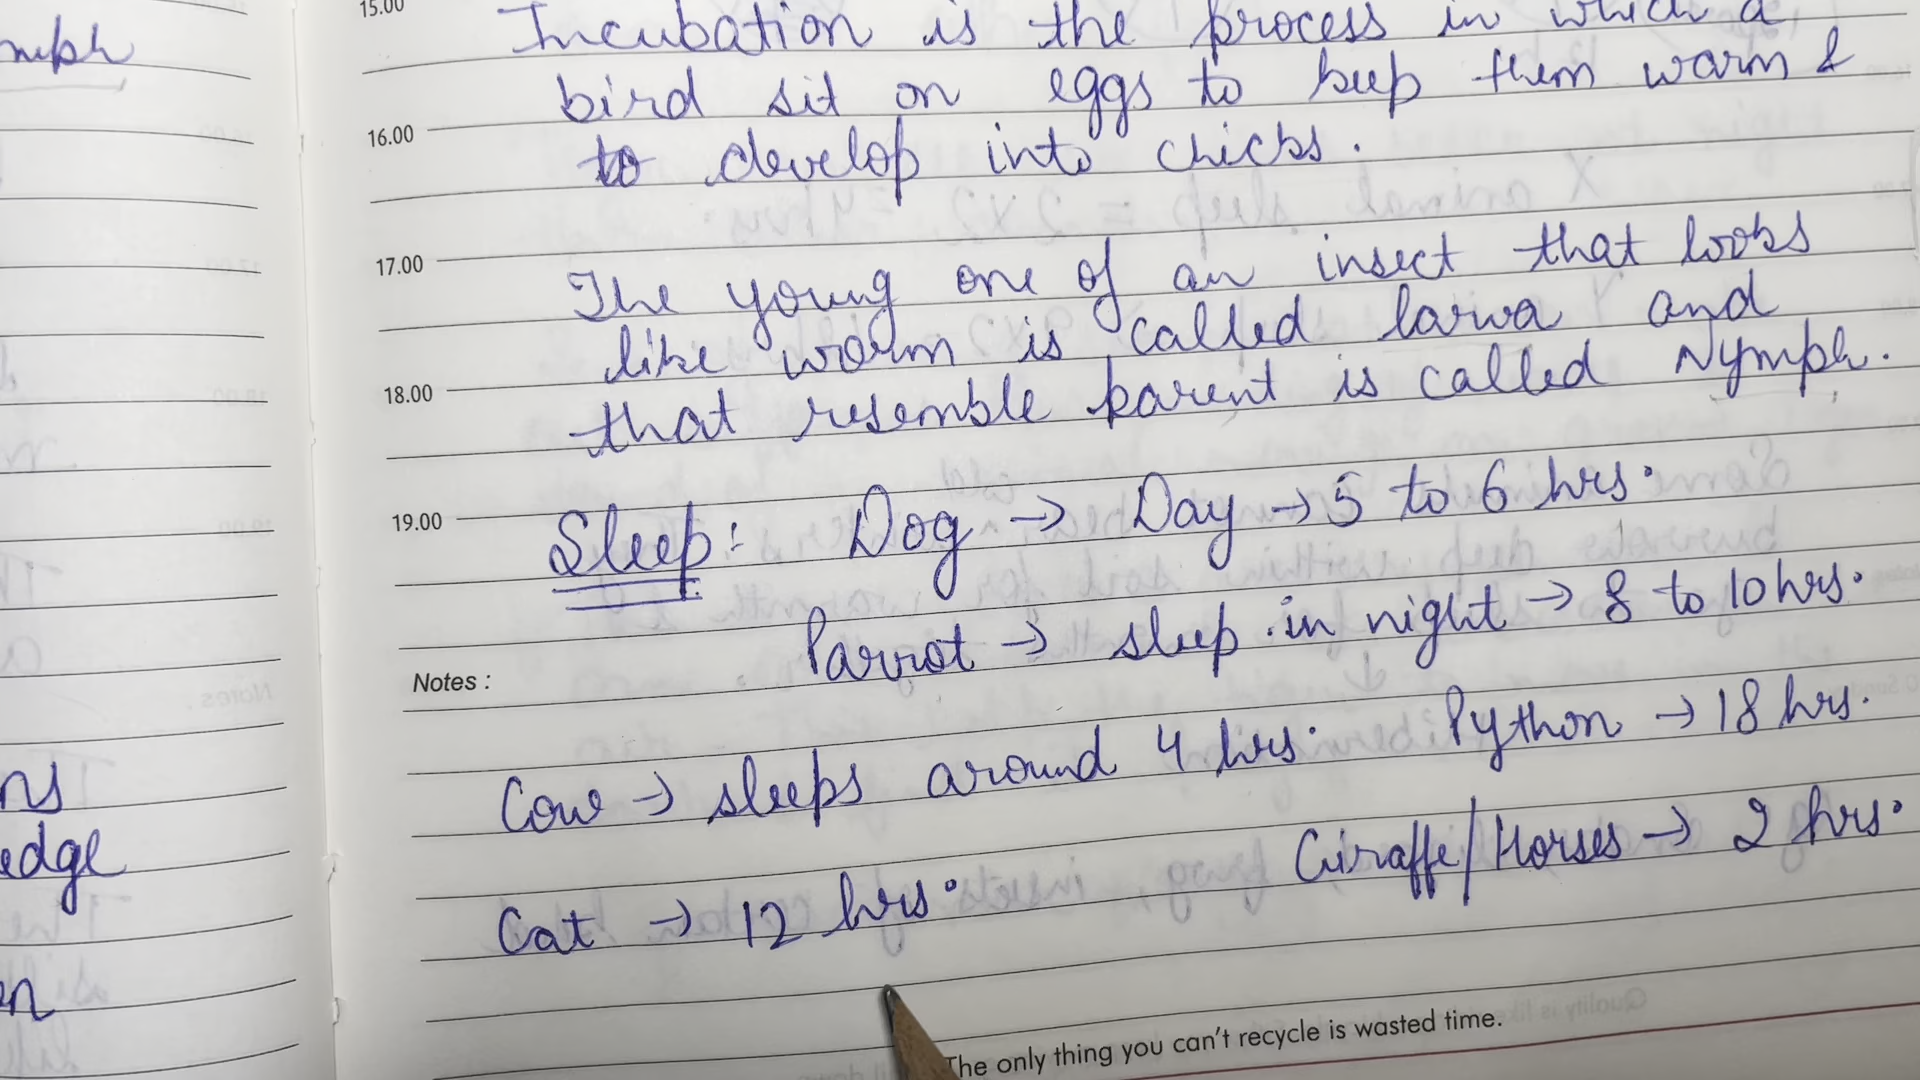 mph
ns
edge
en
15.00
Incubation is the process in which a
bird sit on eggs to keep them warm &
16.00
to develop into chicks.
17.00
The young one of an insect that looks
like worm is called larva and
18.00
that resemble parent is called Nymph.
19.00
Sleep: Dog → Day → 5 to 6 hrs.
Parrot → sleep in night → 8 to 10 hrs.
Notes :
Cow → sleeps around 4 hrs. Python → 18 hrs.
Cat → 12 hrs. Giraffe/Horses → 2 hrs.
The only thing you can't recycle is wasted time.